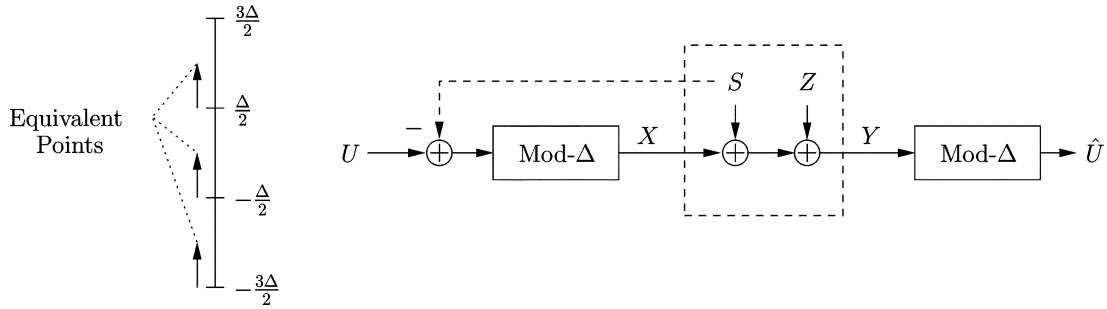 3Δ/2
Δ/2
−Δ/2
−3Δ/2
Equivalent
Points
S
Z
−
U
Mod-Δ
X
Y
Mod-Δ
Û